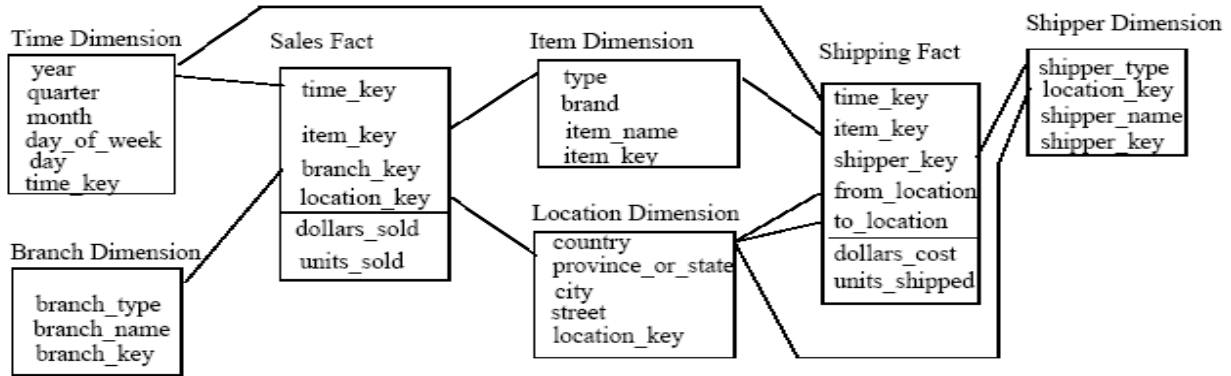 Time Dimension
year
quarter
month
day_of_week
day
time_key
Branch Dimension
branch_type
branch_name
branch_key
Sales Fact
time_key
item_key
branch_key
location_key
dollars_sold
units_sold
Item Dimension
type
brand
item_name
item_key
Location Dimension
country
province_or_state
city
street
location_key
Shipping Fact
time_key
item_key
shipper_key
from_location
to_location
dollars_cost
units_shipped
Shipper Dimension
shipper_type
location_key
shipper_name
shipper_key